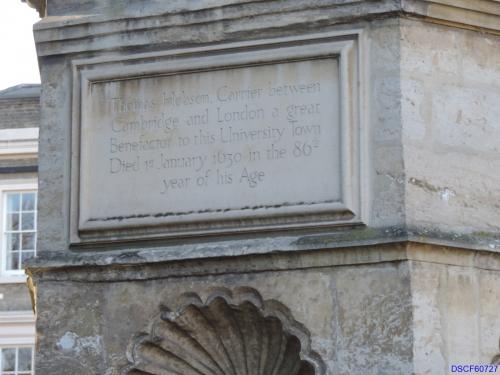 Thomas Hobson, Carrier between
Cambridge and London a great
Benefactor to this University Town
Died 1st January 1630 in the 86th
year of his Age
DSCF60727